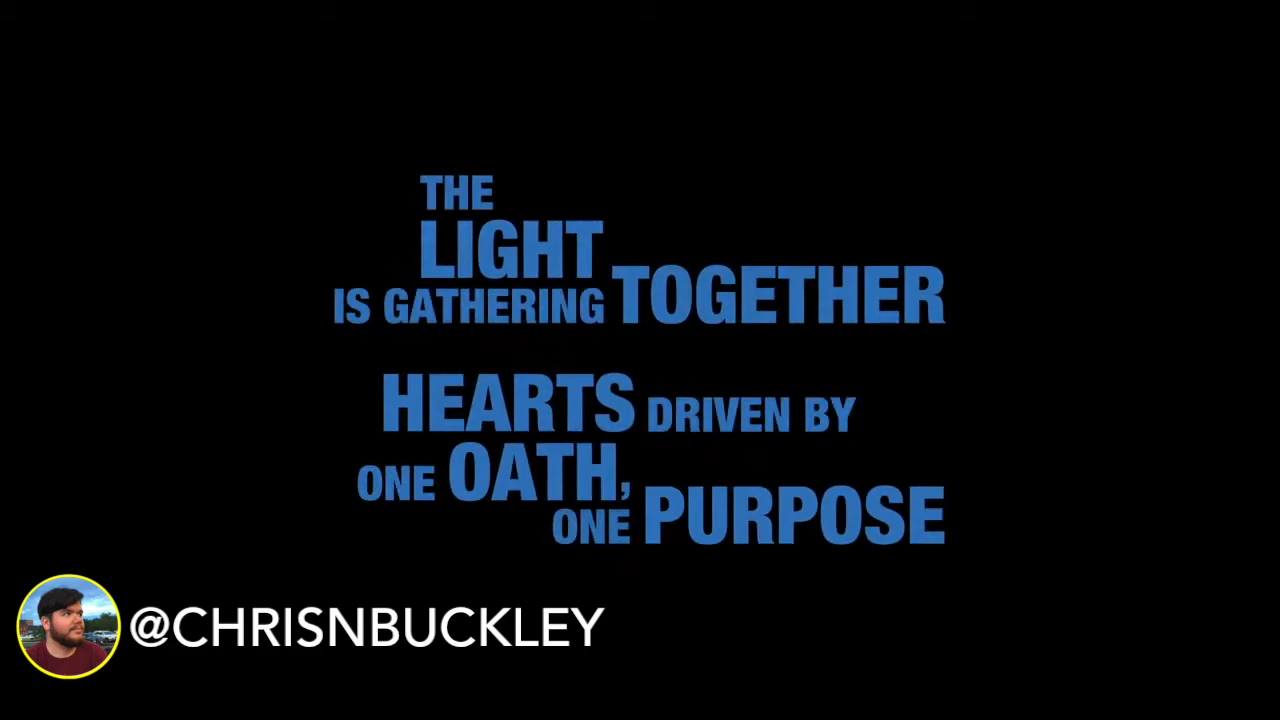 THE
LIGHT
IS GATHERING TOGETHER
HEARTS DRIVEN BY
ONE OATH,
ONE PURPOSE
@CHRISNBUCKLEY